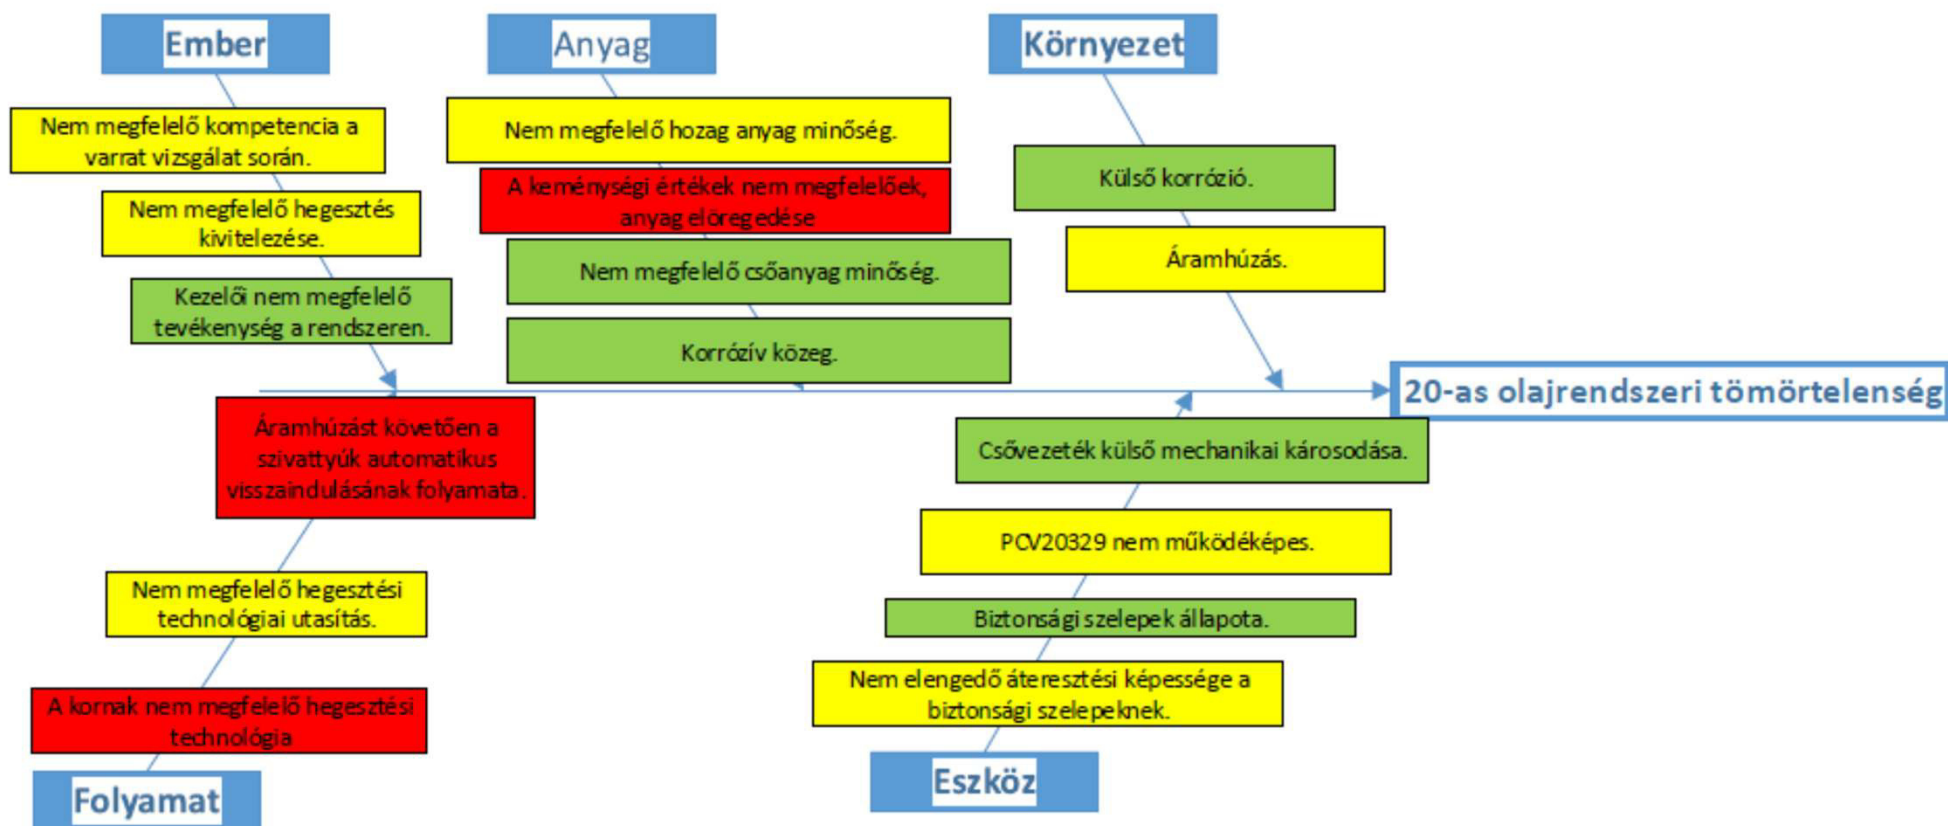 Ember
Nem megfelelő kompetencia a
varrat vizsgálat során.
Nem megfelelő hegesztés
kivitelezése.
Kezelői nem megfelelő
tevékenység a rendszeren.
Anyag
Nem megfelelő hozag anyag minőség.
A keménységi értékek nem megfelelőek,
anyag elöregedése
Nem megfelelő csőanyag minőség.
Korrózív közeg.
Környezet
Külső korrózió.
Áramhúzás.
20-as olajrendszeri tömörtelenség
Áramhúzást követően a
szivattyúk automatikus
visszaindulásának folyamata.
Nem megfelelő hegesztési
technológiai utasítás.
A kornak nem megfelelő hegesztési
technológia
Folyamat
Csővezeték külső mechanikai károsodása.
PCV20329 nem működéképes.
Biztonsági szelepek állapota.
Nem elengedő áteresztési képessége a
biztonsági szelepeknek.
Eszköz